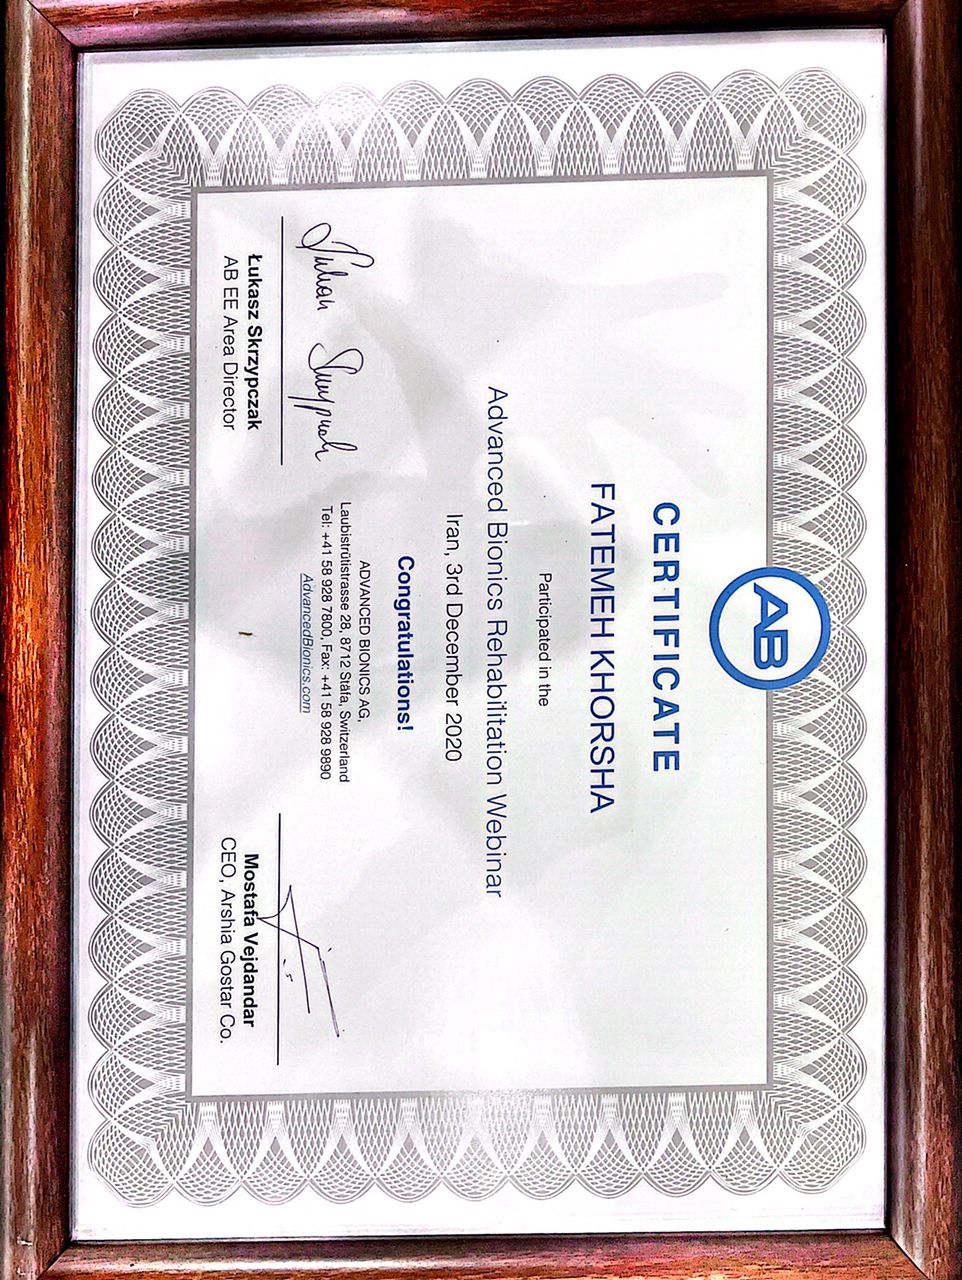 AB
CERTIFICATE
FATEMEH KHORSHA
Participated in the
Advanced Bionics Rehabilitation Webinar
Iran, 3rd December 2020
Congratulations!
ADVANCED BIONICS AG,
Laubistrütistrasse 28, 8712 Stäfa, Switzerland
Tel: +41 58 928 7800, Fax: +41 58 928 9890
AdvancedBionics.com
Łukasz Skrzypczak
AB EE Area Director
Mostafa Vejdandar
CEO, Arshia Gostar Co.